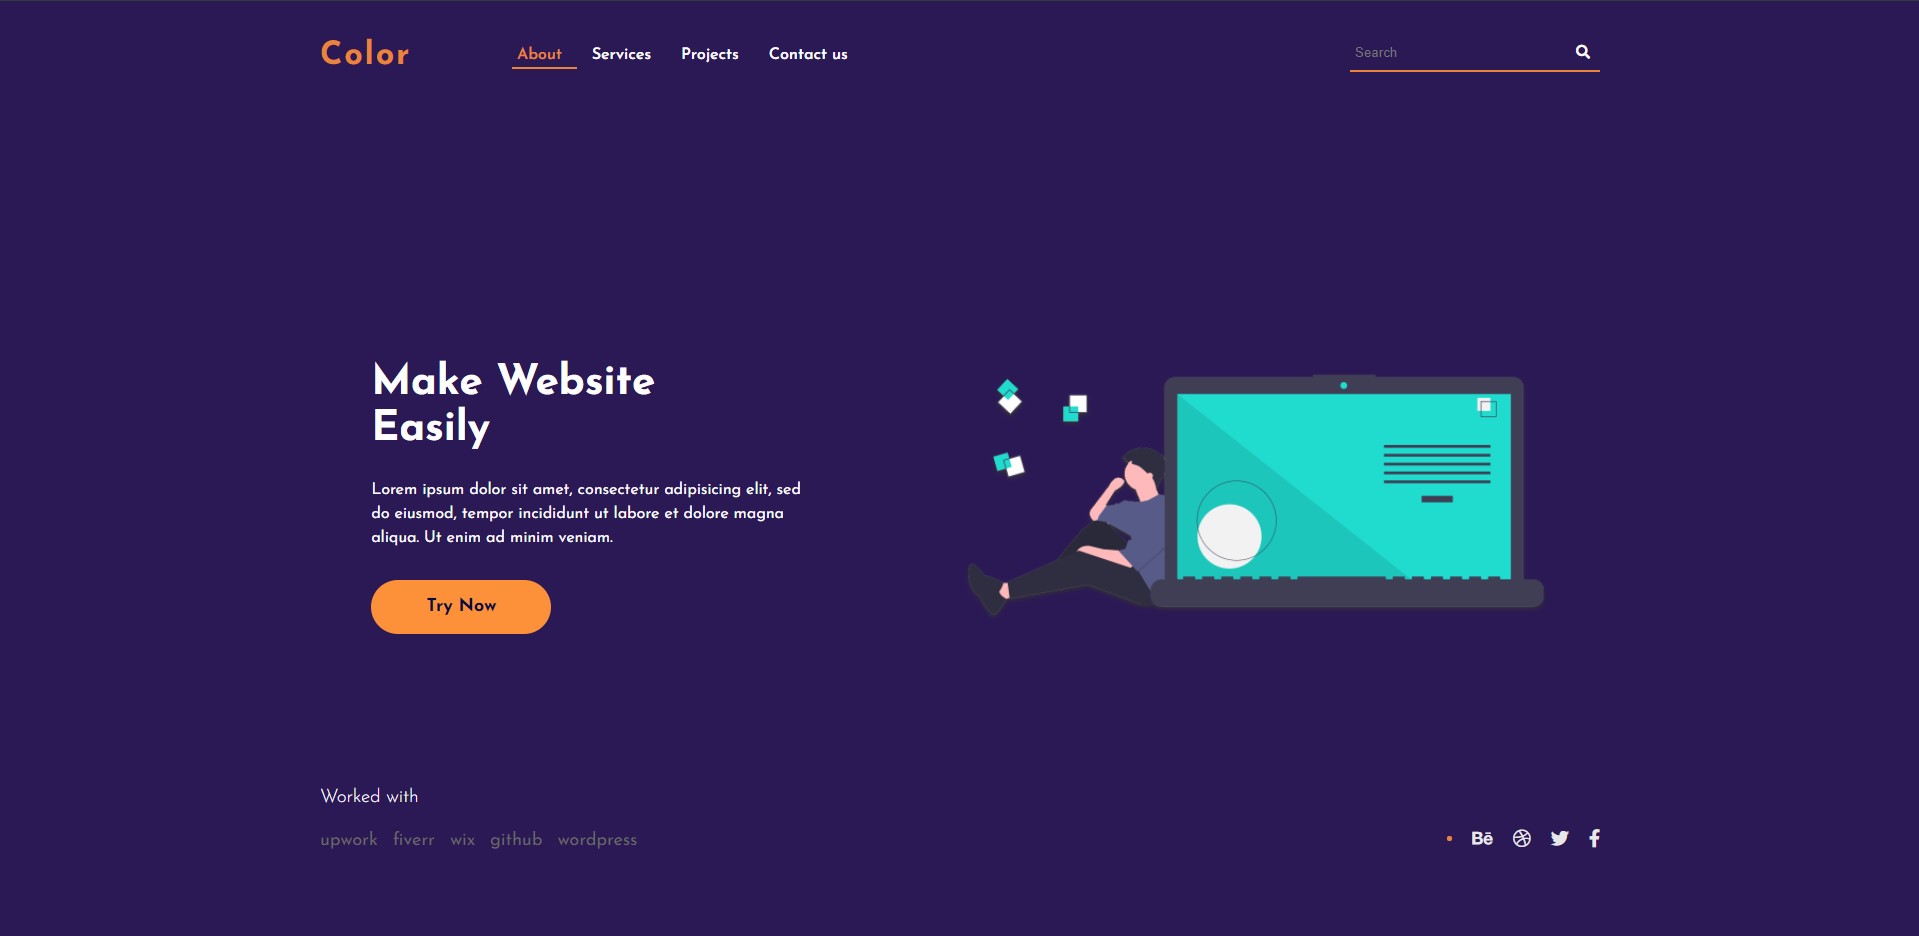 Color
About Services Projects Contact us
Search
Make Website
Easily
Lorem ipsum dolor sit amet, consectetur adipisicing elit, sed
do eiusmod, tempor incididunt ut labore et dolore magna
aliqua. Ut enim ad minim veniam.
Try Now
Worked with
upwork fiverr wix github wordpress
Bē